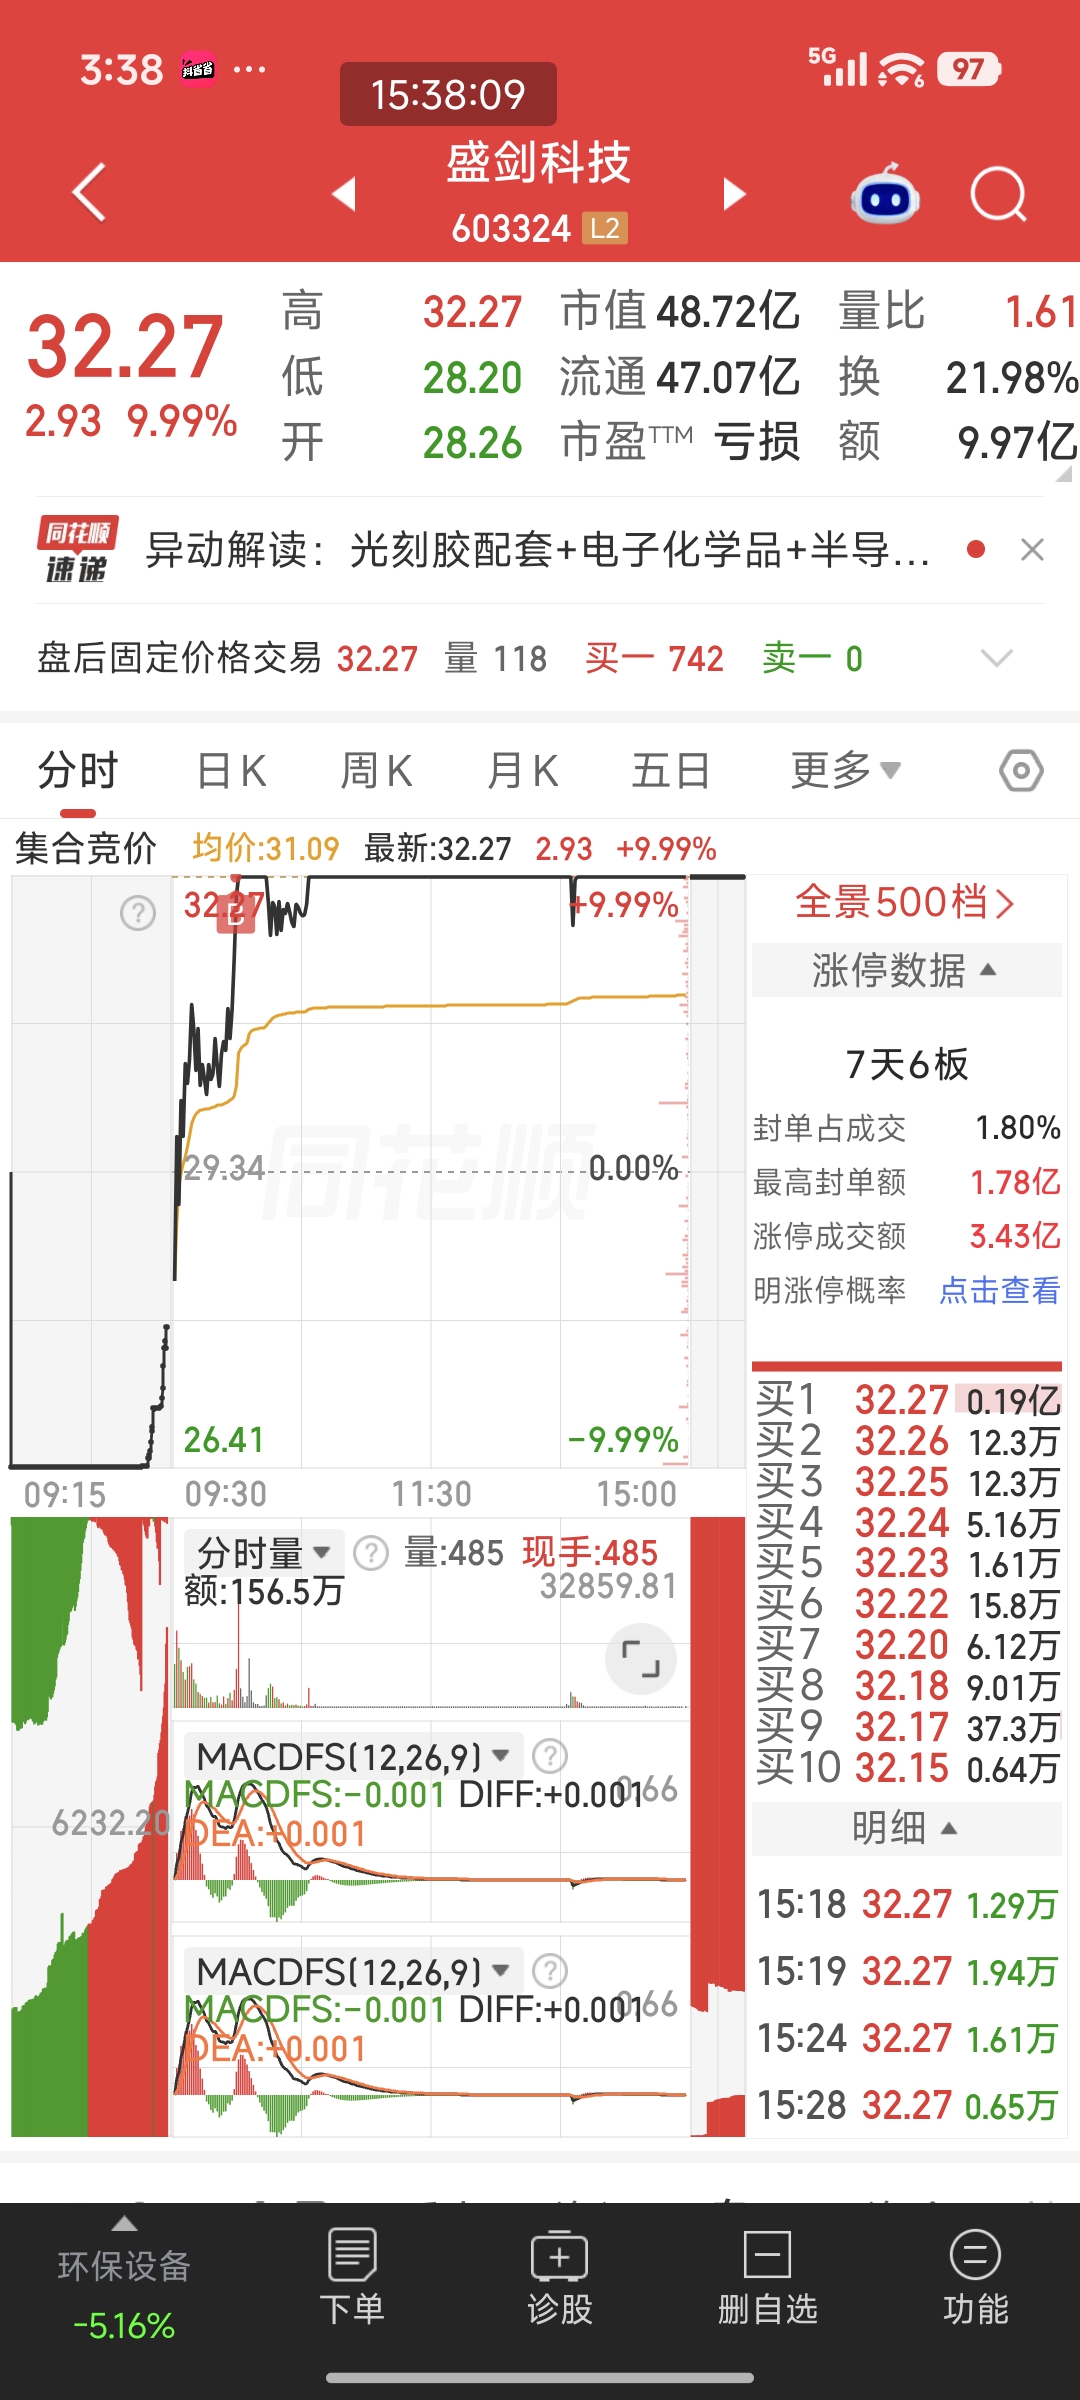 3:38 抖省省 ... 5G 6 97
15:38:09
盛剑科技
603324 L2
32.27
2.93 9.99%
高 32.27 市值 48.72亿 量比 1.61
低 28.20 流通 47.07亿 换 21.98%
开 28.26 市盈TTM 亏损 额 9.97亿
同花顺
速递
异动解读：光刻胶配套+电子化学品+半导...
盘后固定价格交易 32.27 量 118 买一 742 卖一 0
分时 日K 周K 月K 五日 更多
集合竞价 均价:31.09 最新:32.27 2.93 +9.99%
32.27 B +9.99%
29.34 0.00%
同花顺
26.41 -9.99%
09:15 09:30 11:30 15:00
分时量 ? 量:485 现手:485
额:156.5万 32859.81
6232.20
MACDFS(12,26,9) ?
MACDFS:-0.001 DIFF:+0.001 0.66
DEA:+0.001
MACDFS(12,26,9) ?
MACDFS:-0.001 DIFF:+0.001 0.66
DEA:+0.001
全景500档
涨停数据
7天6板
封单占成交 1.80%
最高封单额 1.78亿
涨停成交额 3.43亿
明涨停概率 点击查看
买1 32.27 0.19亿
买2 32.26 12.3万
买3 32.25 12.3万
买4 32.24 5.16万
买5 32.23 1.61万
买6 32.22 15.8万
买7 32.20 6.12万
买8 32.18 9.01万
买9 32.17 37.3万
买10 32.15 0.64万
明细
15:18 32.27 1.29万
15:19 32.27 1.94万
15:24 32.27 1.61万
15:28 32.27 0.65万
环保设备
-5.16%
下单
诊股
删自选
功能